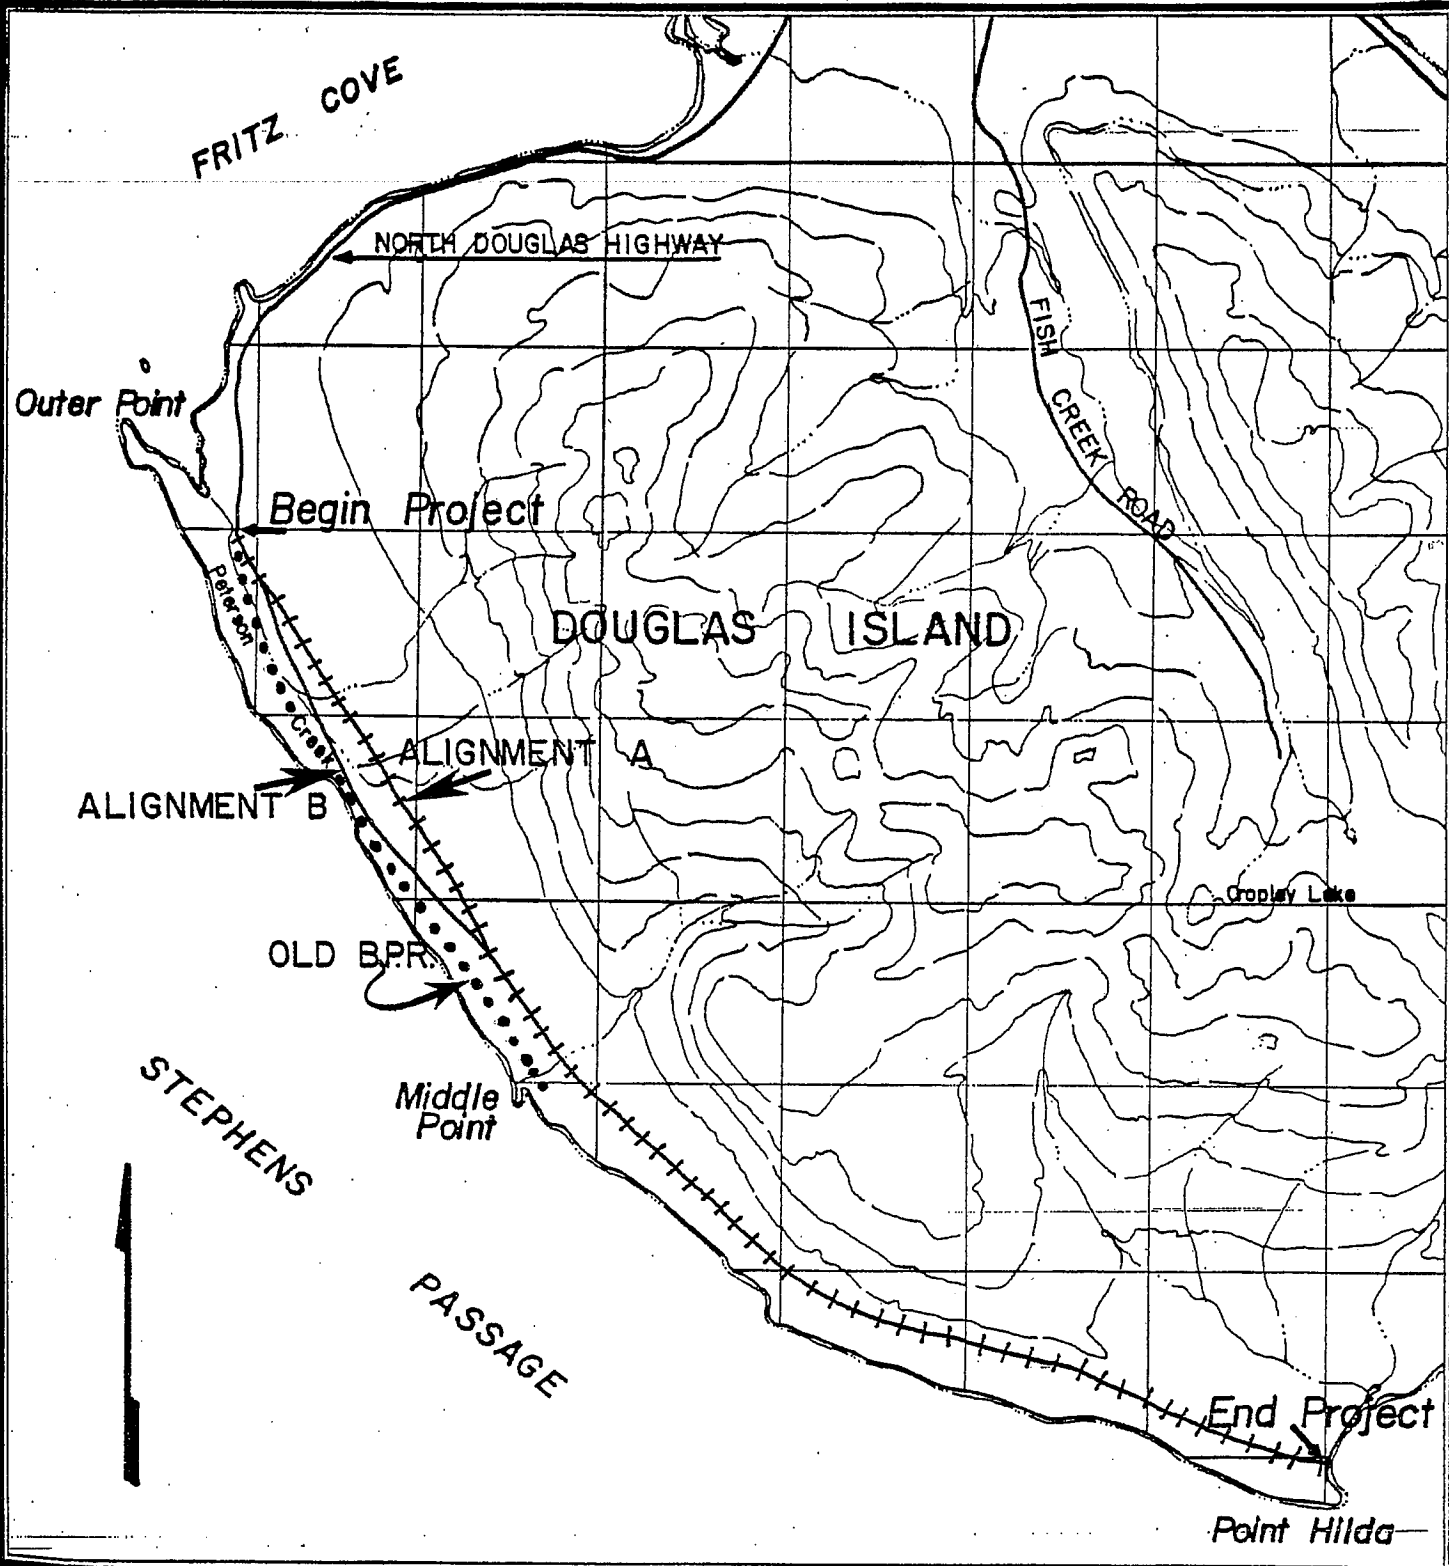 FRITZ COVE
NORTH DOUGLAS HIGHWAY
FISH CREEK ROAD
Outer Point
Begin Project
Peterson Creek
DOUGLAS ISLAND
ALIGNMENT A
ALIGNMENT B
Cropley Lake
OLD B.P.R.
Middle
Point
STEPHENS PASSAGE
End Project
Point Hilda